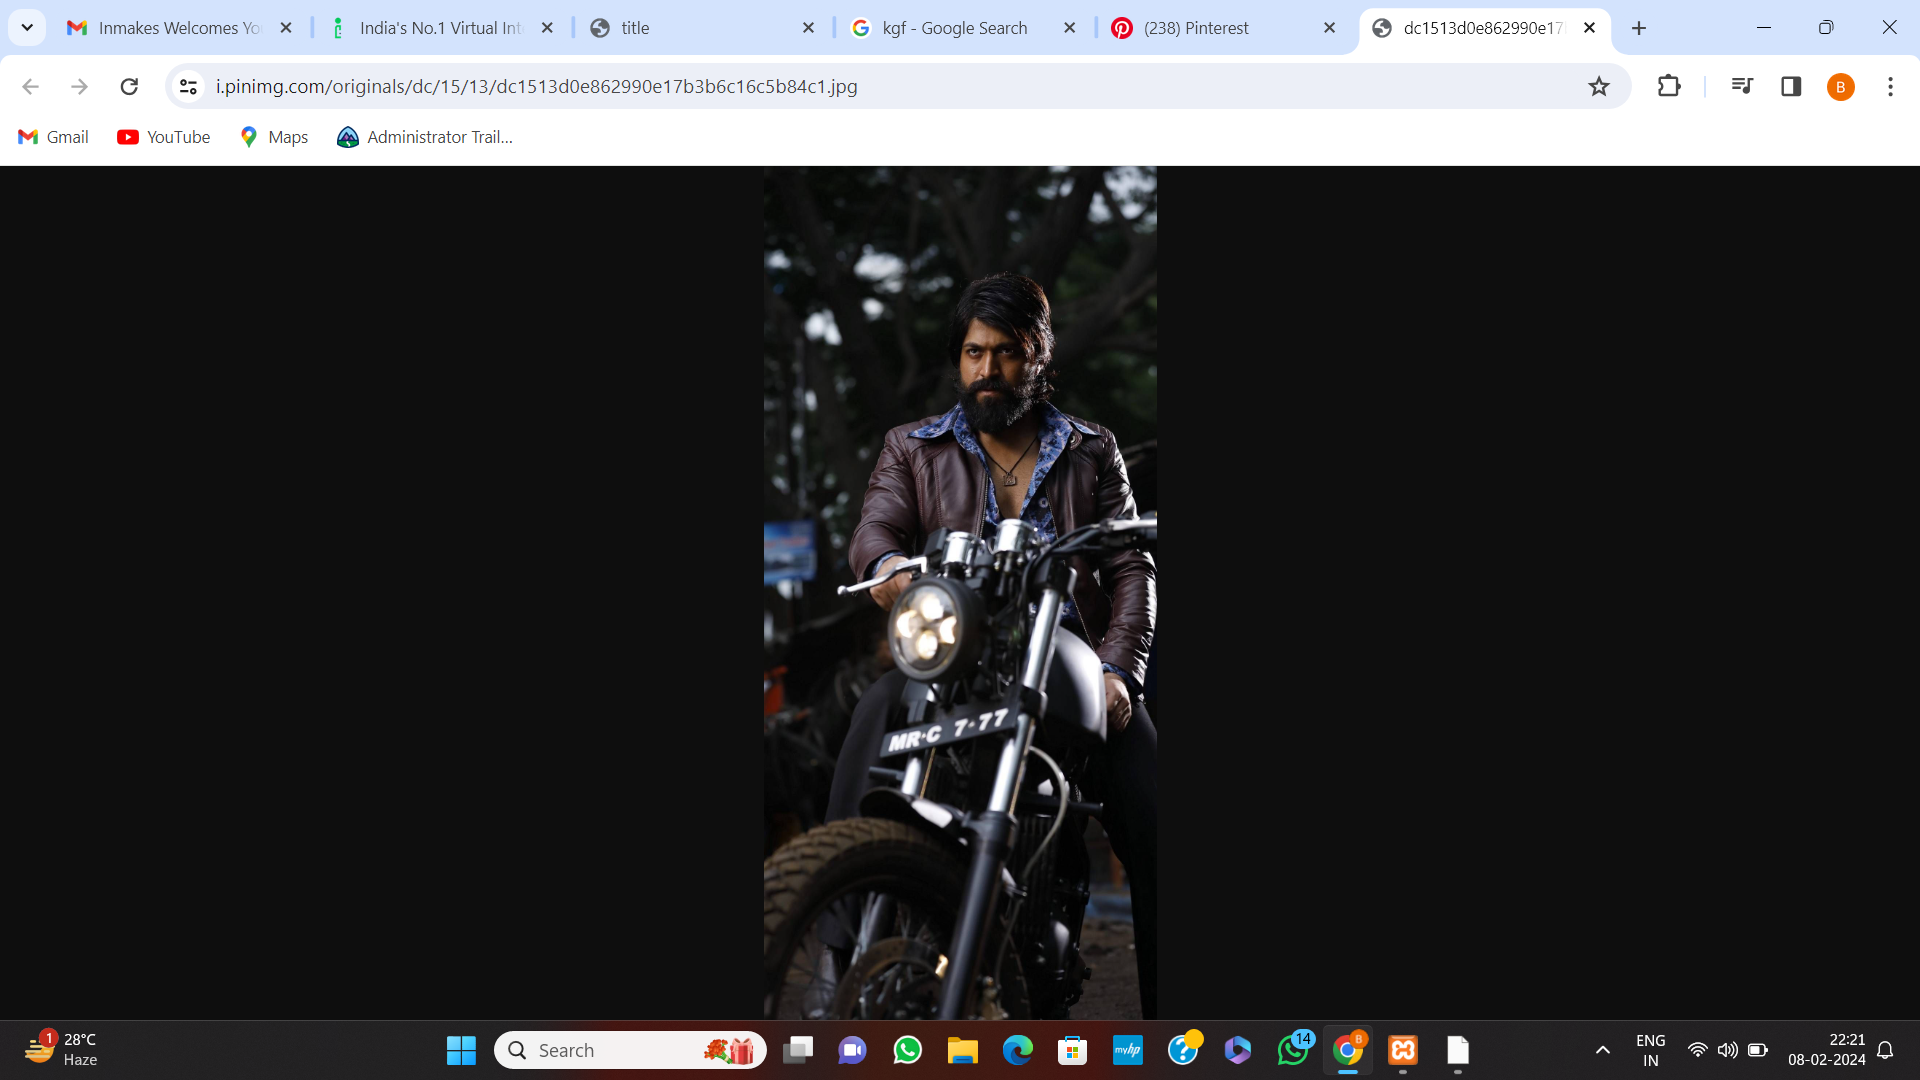 Inmakes Welcomes Yo
India's No.1 Virtual Int
title
kgf - Google Search
(238) Pinterest
dc1513d0e862990e17
i.pinimg.com/originals/dc/15/13/dc1513d0e862990e17b3b6c16c5b84c1.jpg
B
Gmail
YouTube
Maps
Administrator Trail...
MR·C 7·77
1
28°C
Haze
Search
myhp
14
B
ENG
IN
22:21
08-02-2024